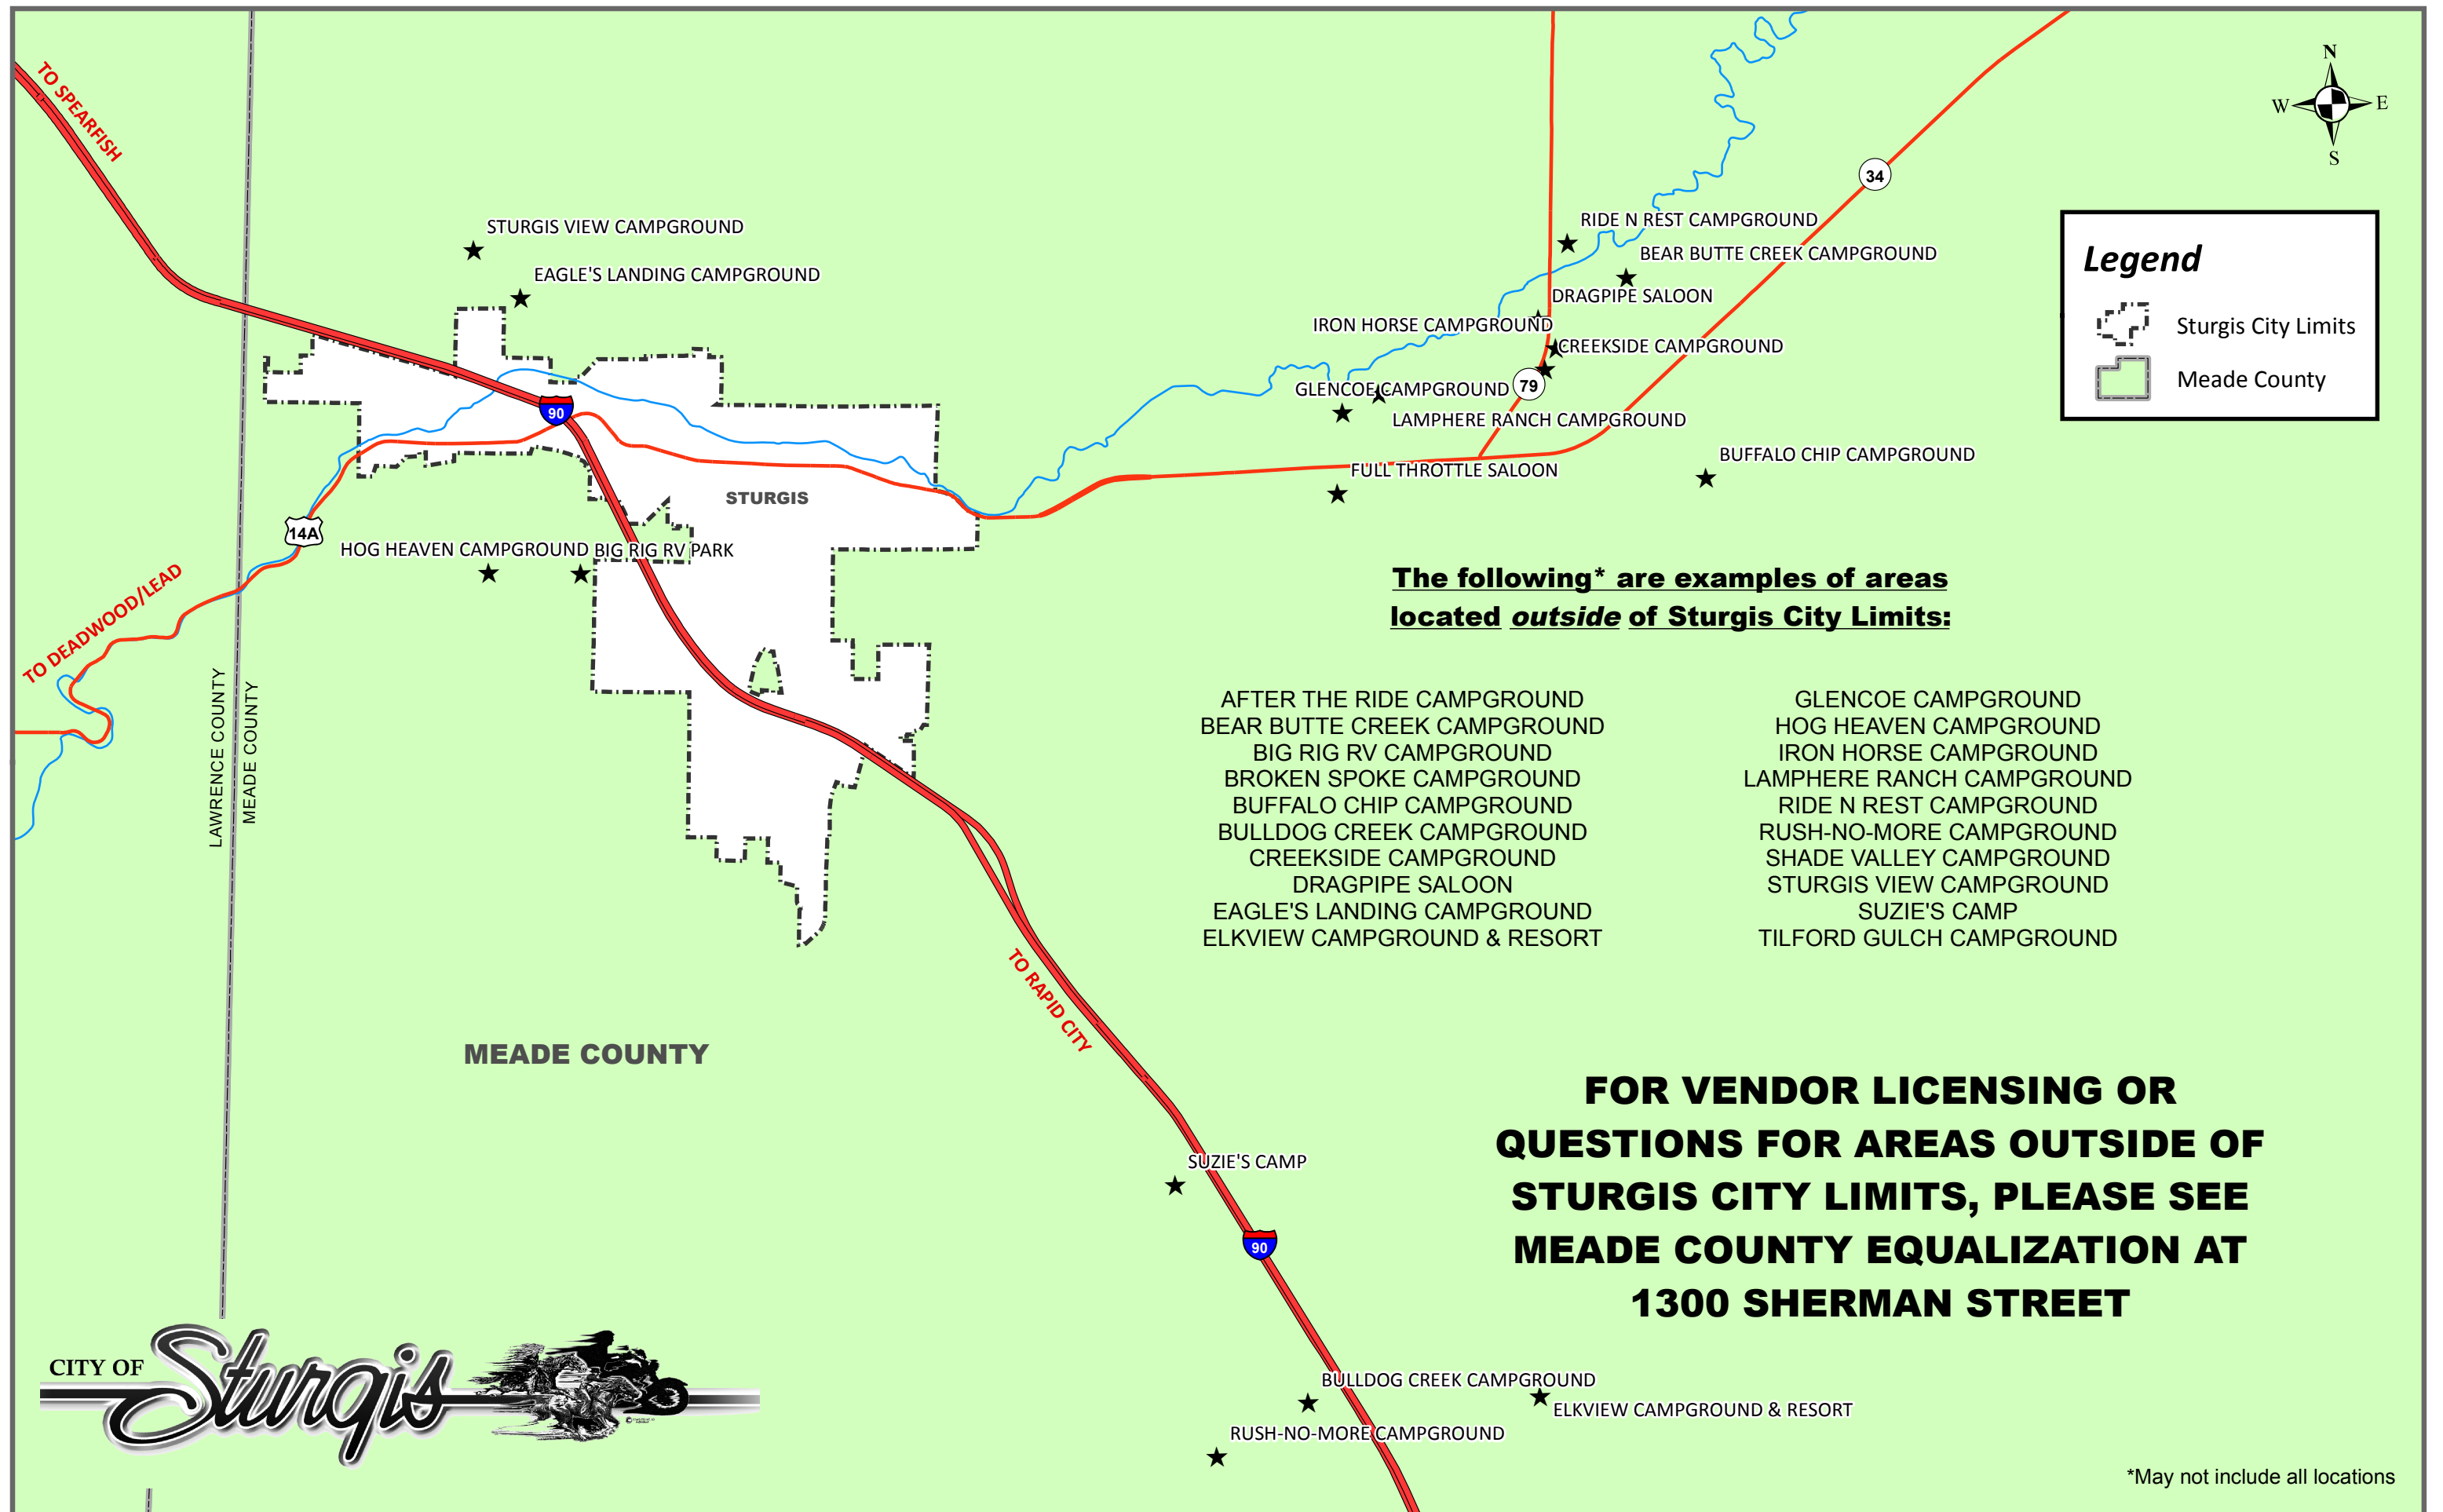 TO SPEARFISH
N
W E
S
34
STURGIS VIEW CAMPGROUND
EAGLE'S LANDING CAMPGROUND
RIDE N REST CAMPGROUND
BEAR BUTTE CREEK CAMPGROUND
DRAGPIPE SALOON
IRON HORSE CAMPGROUND
CREEKSIDE CAMPGROUND
79
GLENCOE CAMPGROUND
LAMPHERE RANCH CAMPGROUND
FULL THROTTLE SALOON
BUFFALO CHIP CAMPGROUND
Legend
Sturgis City Limits
Meade County
90
STURGIS
14A
HOG HEAVEN CAMPGROUND
BIG RIG RV PARK
TO DEADWOOD/LEAD
LAWRENCE COUNTY
MEADE COUNTY
The following* are examples of areas
located outside of Sturgis City Limits:
AFTER THE RIDE CAMPGROUND
BEAR BUTTE CREEK CAMPGROUND
BIG RIG RV CAMPGROUND
BROKEN SPOKE CAMPGROUND
BUFFALO CHIP CAMPGROUND
BULLDOG CREEK CAMPGROUND
CREEKSIDE CAMPGROUND
DRAGPIPE SALOON
EAGLE'S LANDING CAMPGROUND
ELKVIEW CAMPGROUND & RESORT
GLENCOE CAMPGROUND
HOG HEAVEN CAMPGROUND
IRON HORSE CAMPGROUND
LAMPHERE RANCH CAMPGROUND
RIDE N REST CAMPGROUND
RUSH-NO-MORE CAMPGROUND
SHADE VALLEY CAMPGROUND
STURGIS VIEW CAMPGROUND
SUZIE'S CAMP
TILFORD GULCH CAMPGROUND
TO RAPID CITY
MEADE COUNTY
FOR VENDOR LICENSING OR
QUESTIONS FOR AREAS OUTSIDE OF
STURGIS CITY LIMITS, PLEASE SEE
MEADE COUNTY EQUALIZATION AT
1300 SHERMAN STREET
SUZIE'S CAMP
90
BULLDOG CREEK CAMPGROUND
ELKVIEW CAMPGROUND & RESORT
RUSH-NO-MORE CAMPGROUND
CITY OF Sturgis
*May not include all locations